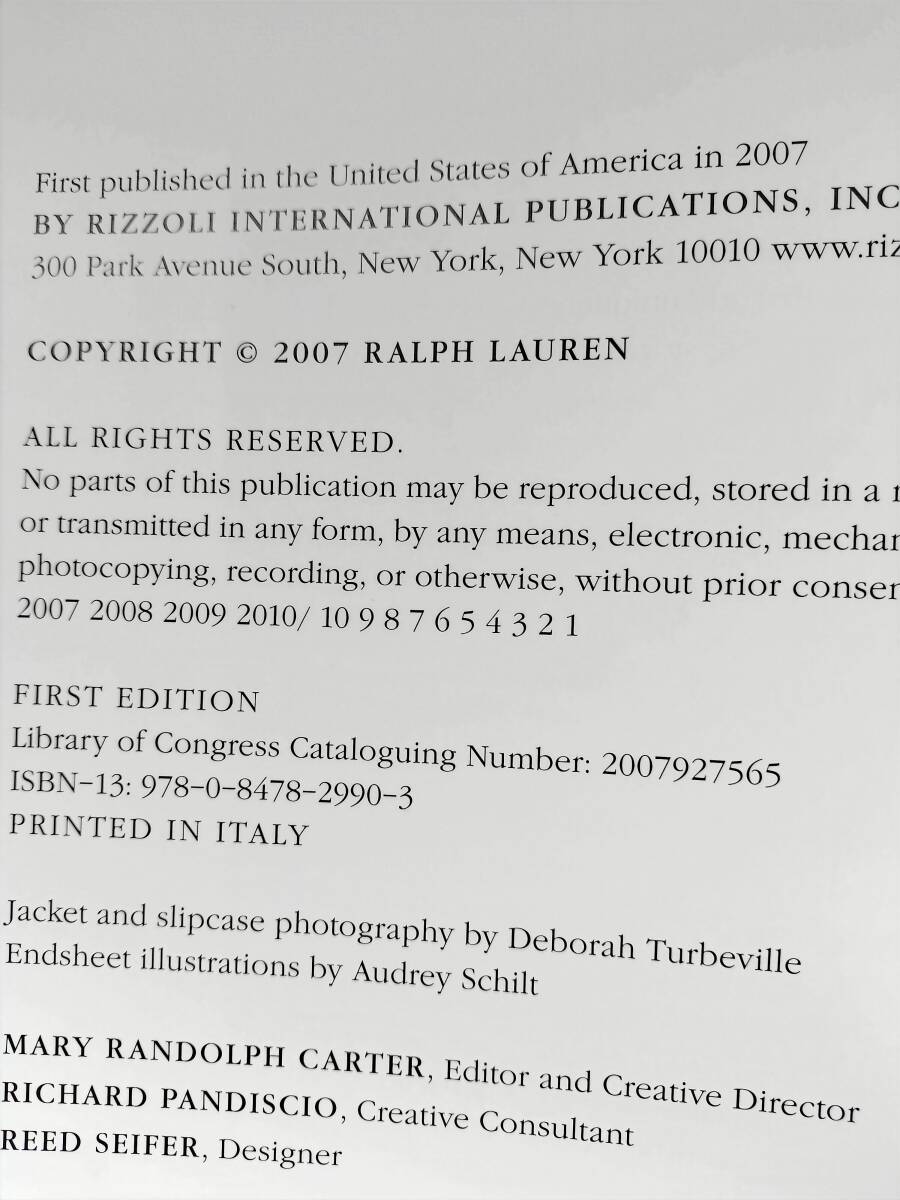 First published in the United States of America in 2007
BY RIZZOLI INTERNATIONAL PUBLICATIONS, INC
300 Park Avenue South, New York, New York 10010 www.riz
COPYRIGHT © 2007 RALPH LAUREN
ALL RIGHTS RESERVED.
No parts of this publication may be reproduced, stored in a
or transmitted in any form, by any means, electronic, mechan
photocopying, recording, or otherwise, without prior consen
2007 2008 2009 2010/ 10 9 8 7 6 5 4 3 2 1
FIRST EDITION
Library of Congress Cataloguing Number: 2007927565
ISBN-13: 978-0-8478-2990-3
PRINTED IN ITALY
Jacket and slipcase photography by Deborah Turbeville
Endsheet illustrations by Audrey Schilt
MARY RANDOLPH CARTER, Editor and Creative Director
RICHARD PANDISCIO, Creative Consultant
REED SEIFER, Designer